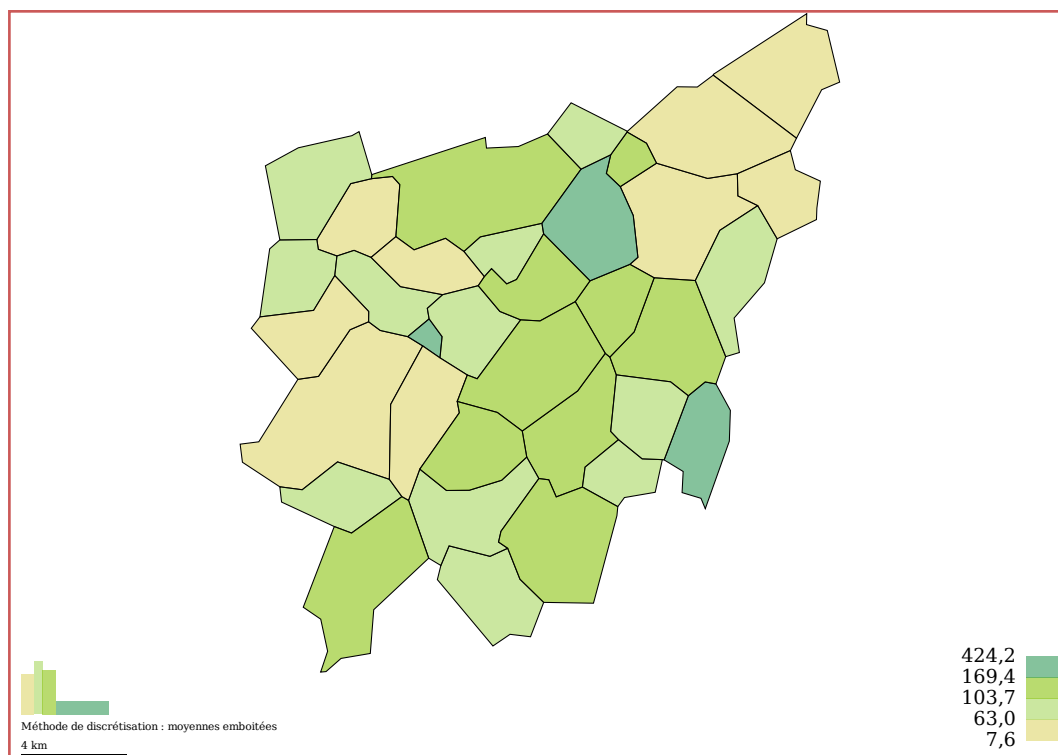 424,2
169,4
103,7
63,0
7,6
Méthode de discrétisation : moyennes emboitées
4 km